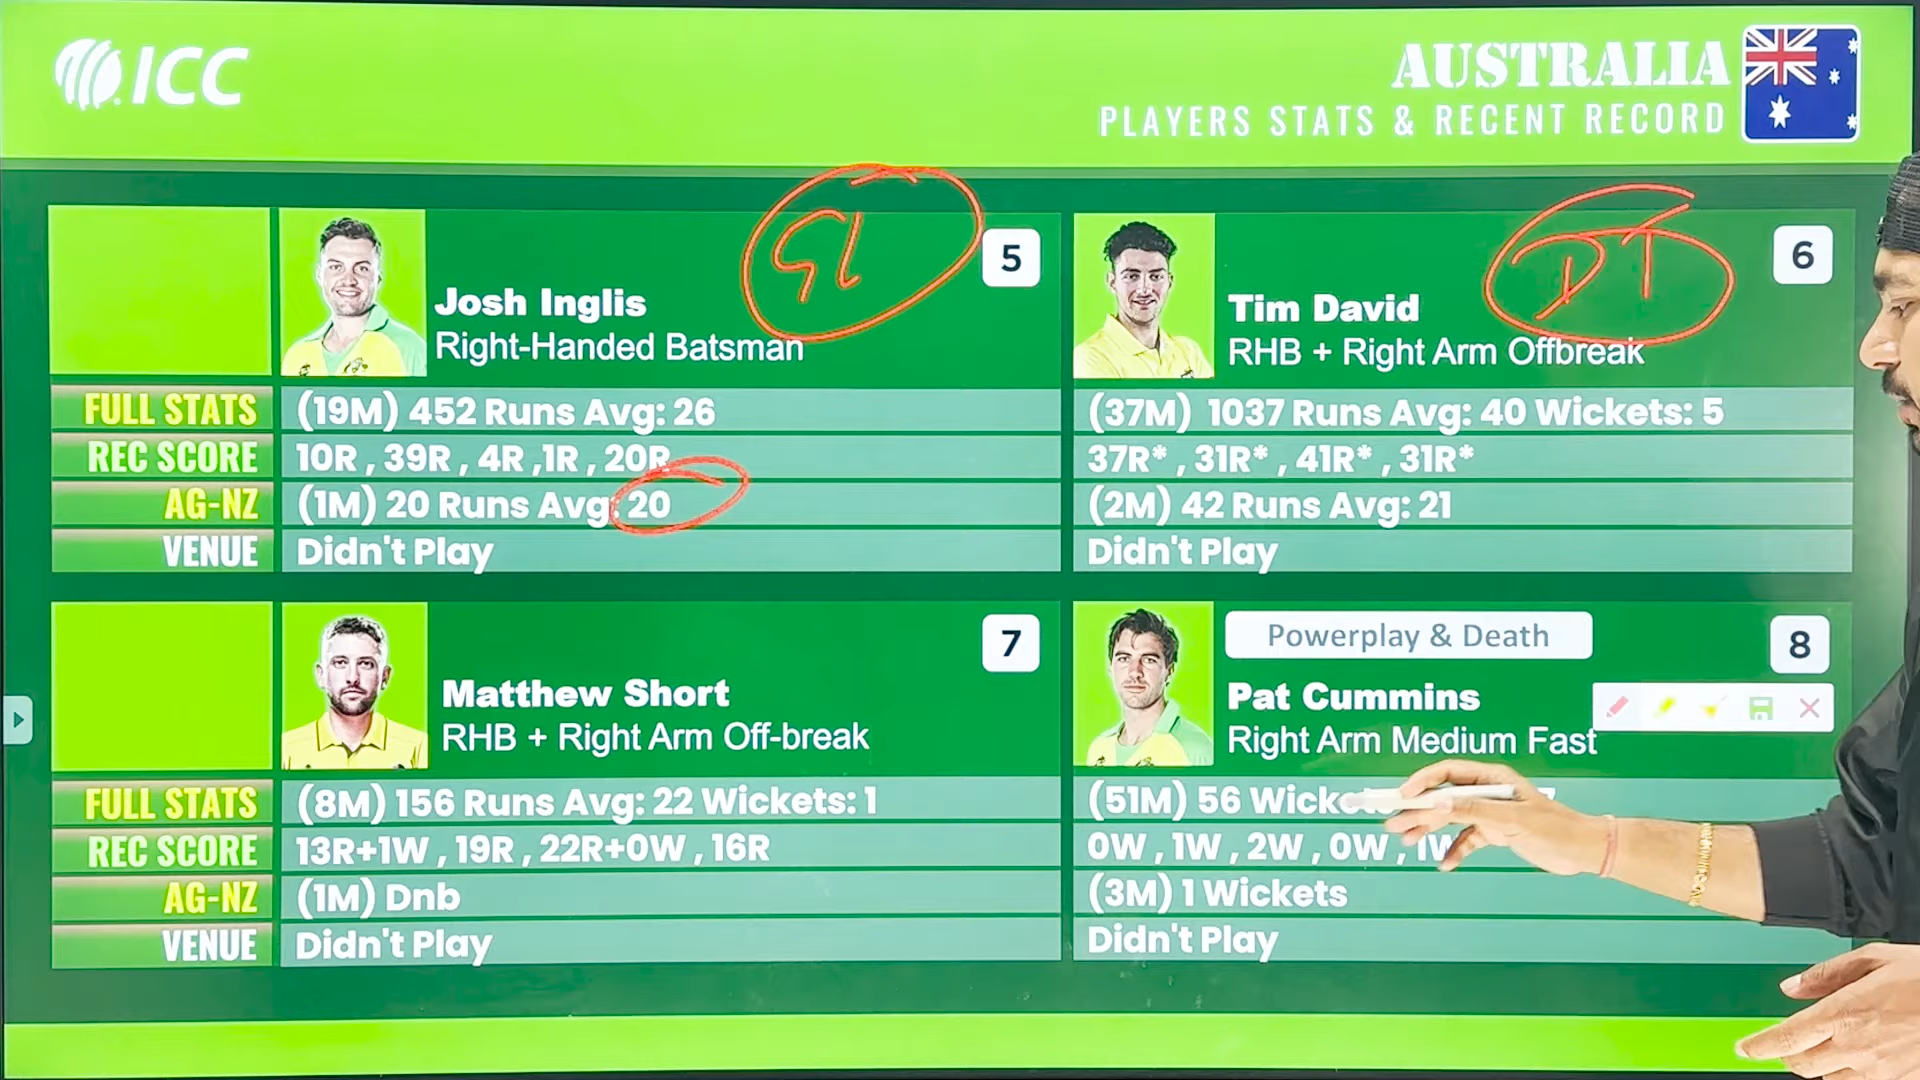 ICC
AUSTRALIA
PLAYERS STATS & RECENT RECORD
5
Josh Inglis
Right-Handed Batsman
FULL STATS (19M) 452 Runs Avg: 26
REC SCORE 10R , 39R , 4R ,1R , 20R
AG-NZ (1M) 20 Runs Avg: 20
VENUE Didn't Play
DT
6
Tim David
RHB + Right Arm Offbreak
(37M) 1037 Runs Avg: 40 Wickets: 5
37R* , 31R* , 41R* , 31R*
(2M) 42 Runs Avg: 21
Didn't Play
7
Matthew Short
RHB + Right Arm Off-break
FULL STATS (8M) 156 Runs Avg: 22 Wickets: 1
REC SCORE 13R+1W , 19R , 22R+0W , 16R
AG-NZ (1M) Dnb
VENUE Didn't Play
Powerplay & Death
8
Pat Cummins
Right Arm Medium Fast
(51M) 56
0W , 1W , 2W , 0W , 1W
(3M) 1 Wickets
Didn't Play